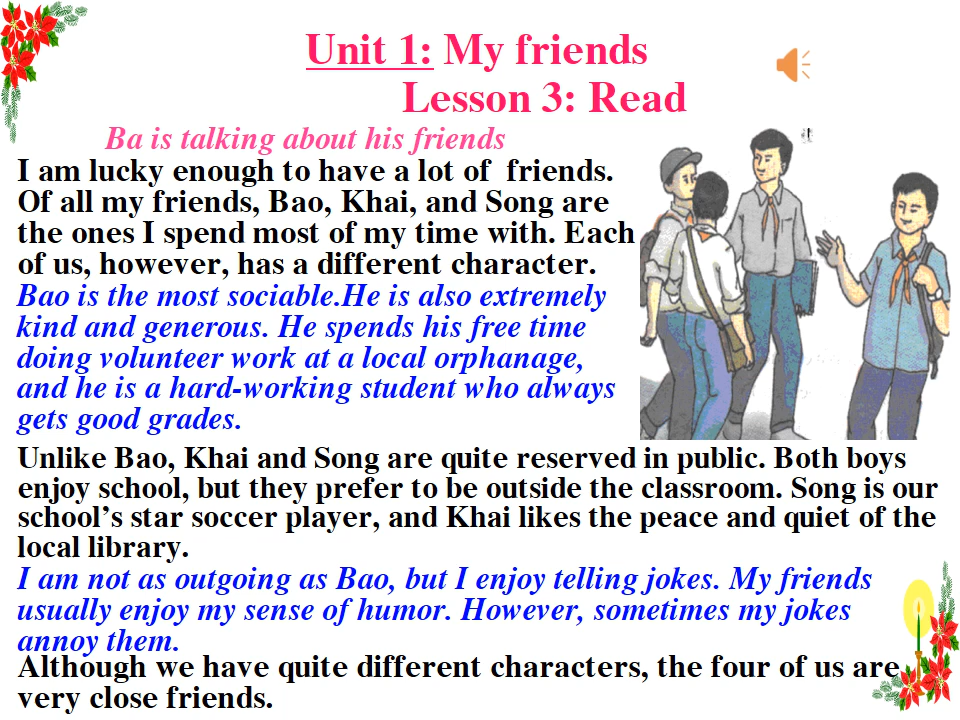 Unit 1: My friends
Lesson 3: Read
Ba is talking about his friends
I am lucky enough to have a lot of friends.
Of all my friends, Bao, Khai, and Song are
the ones I spend most of my time with. Each
of us, however, has a different character.
Bao is the most sociable.He is also extremely
kind and generous. He spends his free time
doing volunteer work at a local orphanage,
and he is a hard-working student who always
gets good grades.
Unlike Bao, Khai and Song are quite reserved in public. Both boys
enjoy school, but they prefer to be outside the classroom. Song is our
school’s star soccer player, and Khai likes the peace and quiet of the
local library.
I am not as outgoing as Bao, but I enjoy telling jokes. My friends
usually enjoy my sense of humor. However, sometimes my jokes
annoy them.
Although we have quite different characters, the four of us are
very close friends.